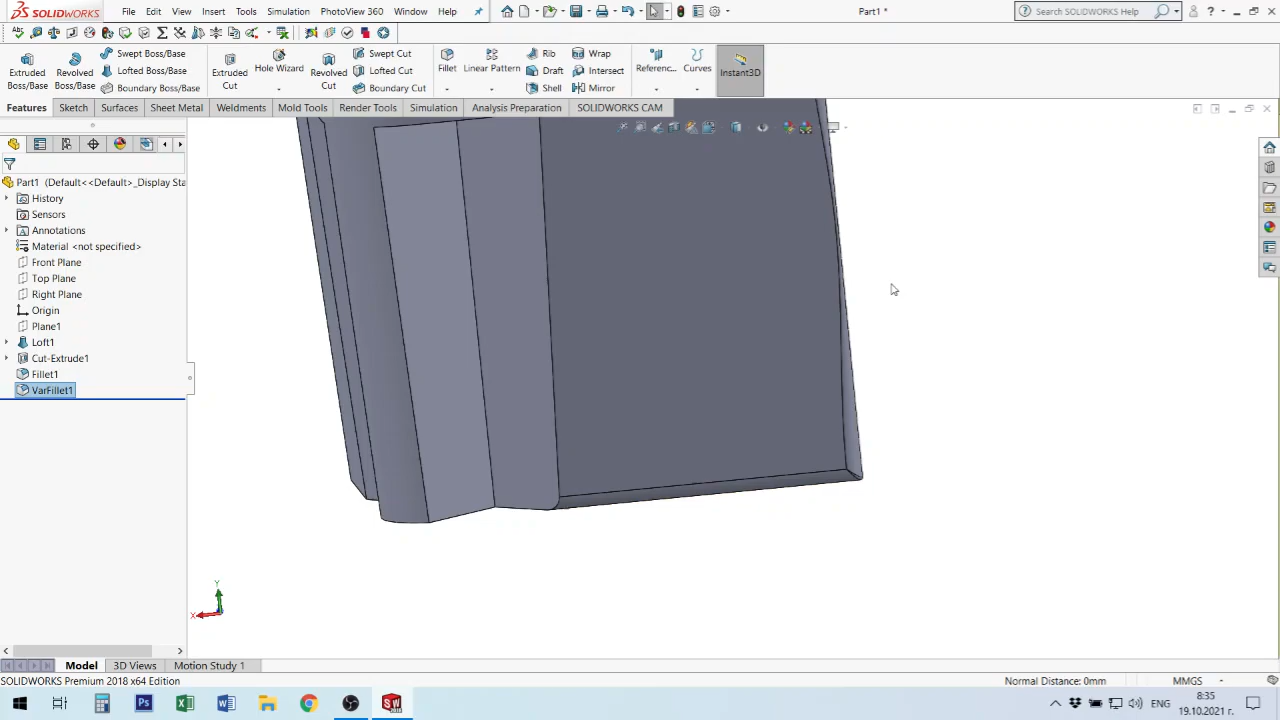 SOLIDWORKS
File Edit View Insert Tools Simulation PhotoView 360 Window Help
Part1 *
Search SOLIDWORKS Help
Extruded Boss/Base
Revolved Boss/Base
Swept Boss/Base
Lofted Boss/Base
Boundary Boss/Base
Extruded Cut
Hole Wizard
Revolved Cut
Swept Cut
Lofted Cut
Boundary Cut
Fillet
Linear Pattern
Rib
Draft
Shell
Wrap
Intersect
Mirror
Referenc...
Curves
Instant3D
Features Sketch Surfaces Sheet Metal Weldments Mold Tools Render Tools Simulation Analysis Preparation SOLIDWORKS CAM
Part1 (Default<<Default>_Display Sta
History
Sensors
Annotations
Material <not specified>
Front Plane
Top Plane
Right Plane
Origin
Plane1
Loft1
Cut-Extrude1
Fillet1
VarFillet1
Y
X
Model 3D Views Motion Study 1
SOLIDWORKS Premium 2018 x64 Edition
Normal Distance: 0mm
MMGS
Ps
SW
ENG
8:35
19.10.2021 г.